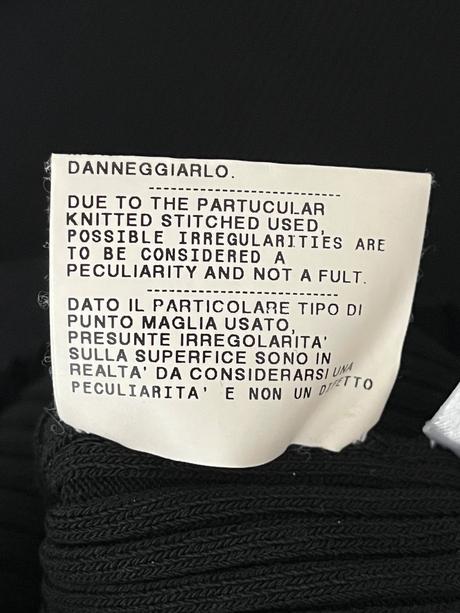 DANNEGGIARLO.
--------------------------
DUE TO THE PARTUCULAR
KNITTED STITCHED USED,
POSSIBLE IRREGULARITIES ARE
TO BE CONSIDERED A
PECULIARITY AND NOT A FULT.
--------------------------
DATO IL PARTICOLARE TIPO DI
PUNTO MAGLIA USATO,
PRESUNTE IRREGOLARITA'
SULLA SUPERFICE SONO IN
REALTA' DA CONSIDERARSI UNA
PECULIARITA' E NON UN DIFETTO